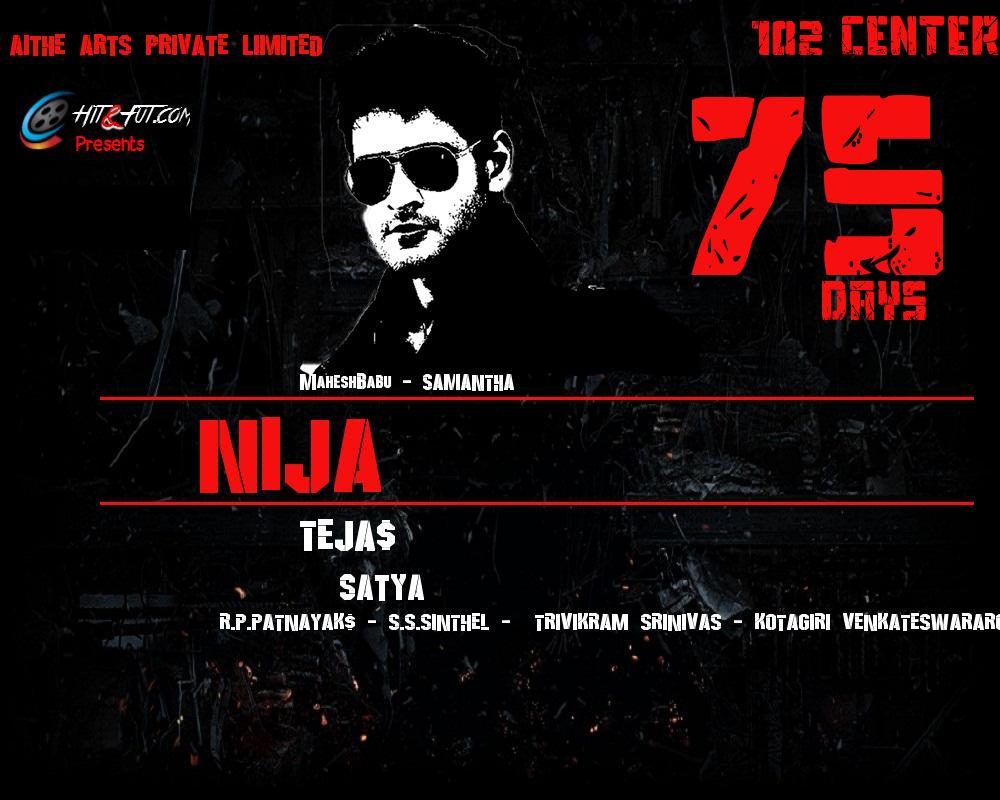 AITHE ARTS PRIVATE LIMITED
102 CENTER
HIT&FUT.COM
Presents
75
DAYS
MAHESHBABU - SAMANTHA
NIJA
TEJA$
SATYA
R.P.PATNAYAK$ - S.S.SINTHEL - TRIVIKRAM SRINIVAS - KOTAGIRI VENKATESWARARO